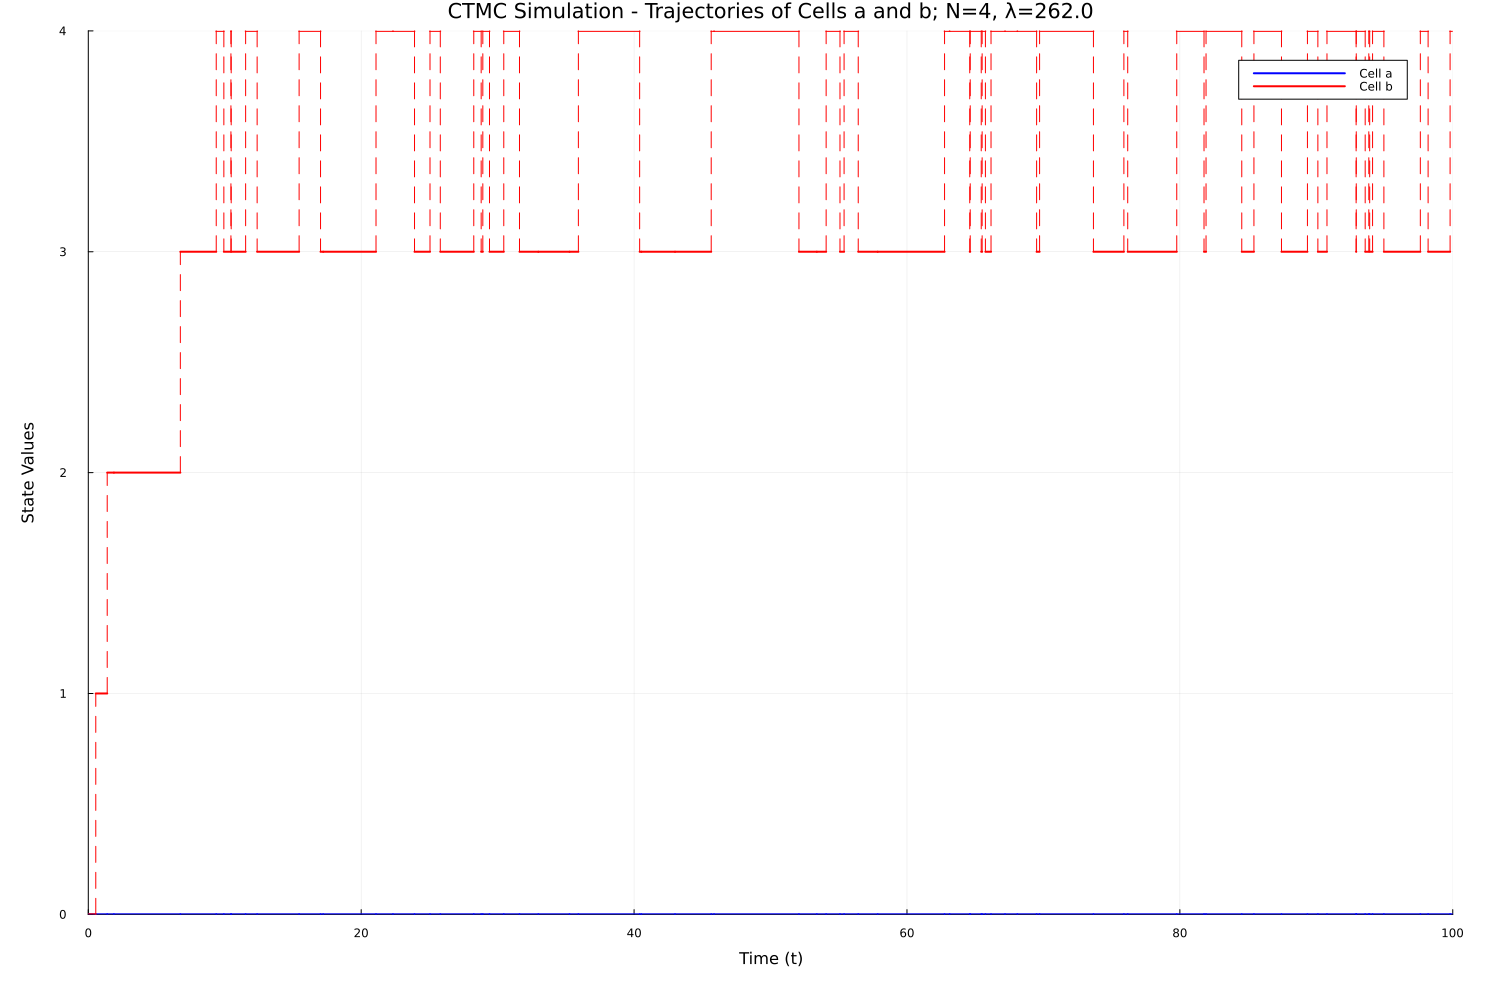 CTMC Simulation - Trajectories of Cells a and b; N=4, λ=262.0
4
3
2
1
0
State Values
Cell a
Cell b
0 20 40 60 80 100
Time (t)